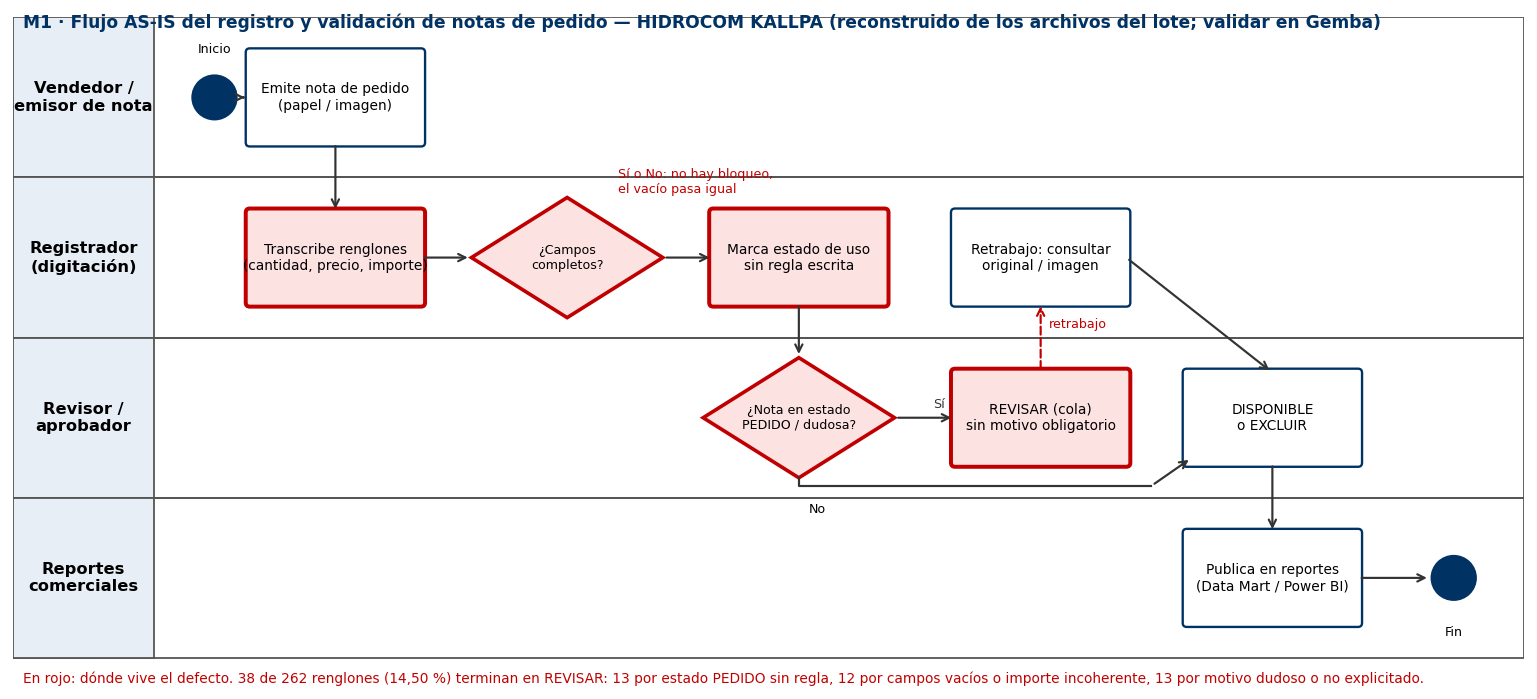 M1 · Flujo AS-IS del registro y validación de notas de pedido — HIDROCOM KALLPA (reconstruido de los archivos del lote; validar en Gemba)
Vendedor /
emisor de nota
Inicio
Emite nota de pedido
(papel / imagen)
Registrador
(digitación)
Transcribe renglones
(cantidad, precio, importe)
¿Campos
completos?
Sí o No: no hay bloqueo,
el vacío pasa igual
Marca estado de uso
sin regla escrita
Retrabajo: consultar
original / imagen
retrabajo
Revisor /
aprobador
¿Nota en estado
PEDIDO / dudosa?
Sí
REVISAR (cola)
sin motivo obligatorio
DISPONIBLE
o EXCLUIR
No
Reportes
comerciales
Publica en reportes
(Data Mart / Power BI)
Fin
En rojo: dónde vive el defecto. 38 de 262 renglones (14,50 %) terminan en REVISAR: 13 por estado PEDIDO sin regla, 12 por campos vacíos o importe incoherente, 13 por motivo dudoso o no explicitado.